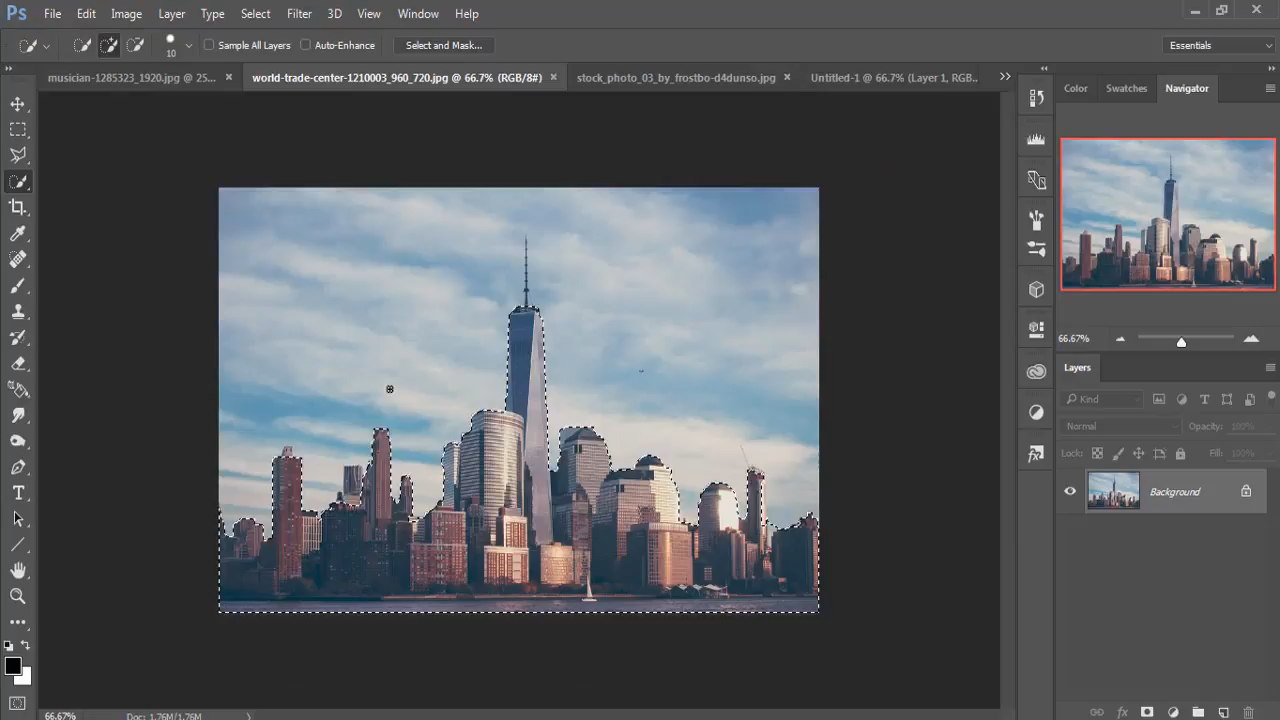 Ps File Edit Image Layer Type Select Filter 3D View Window Help
10 Sample All Layers Auto-Enhance Select and Mask... Essentials
musician-1285323_1920.jpg @ 25... world-trade-center-1210003_960_720.jpg @ 66.7% (RGB/8#) stock_photo_03_by_frostbo-d4dunso.jpg Untitled-1 @ 66.7% (Layer 1, RGB...
Color Swatches Navigator
66.67%
Layers
Kind
Normal Opacity: 100%
Lock: Fill: 100%
Background
66.67% Doc: 1.76M/1.76M